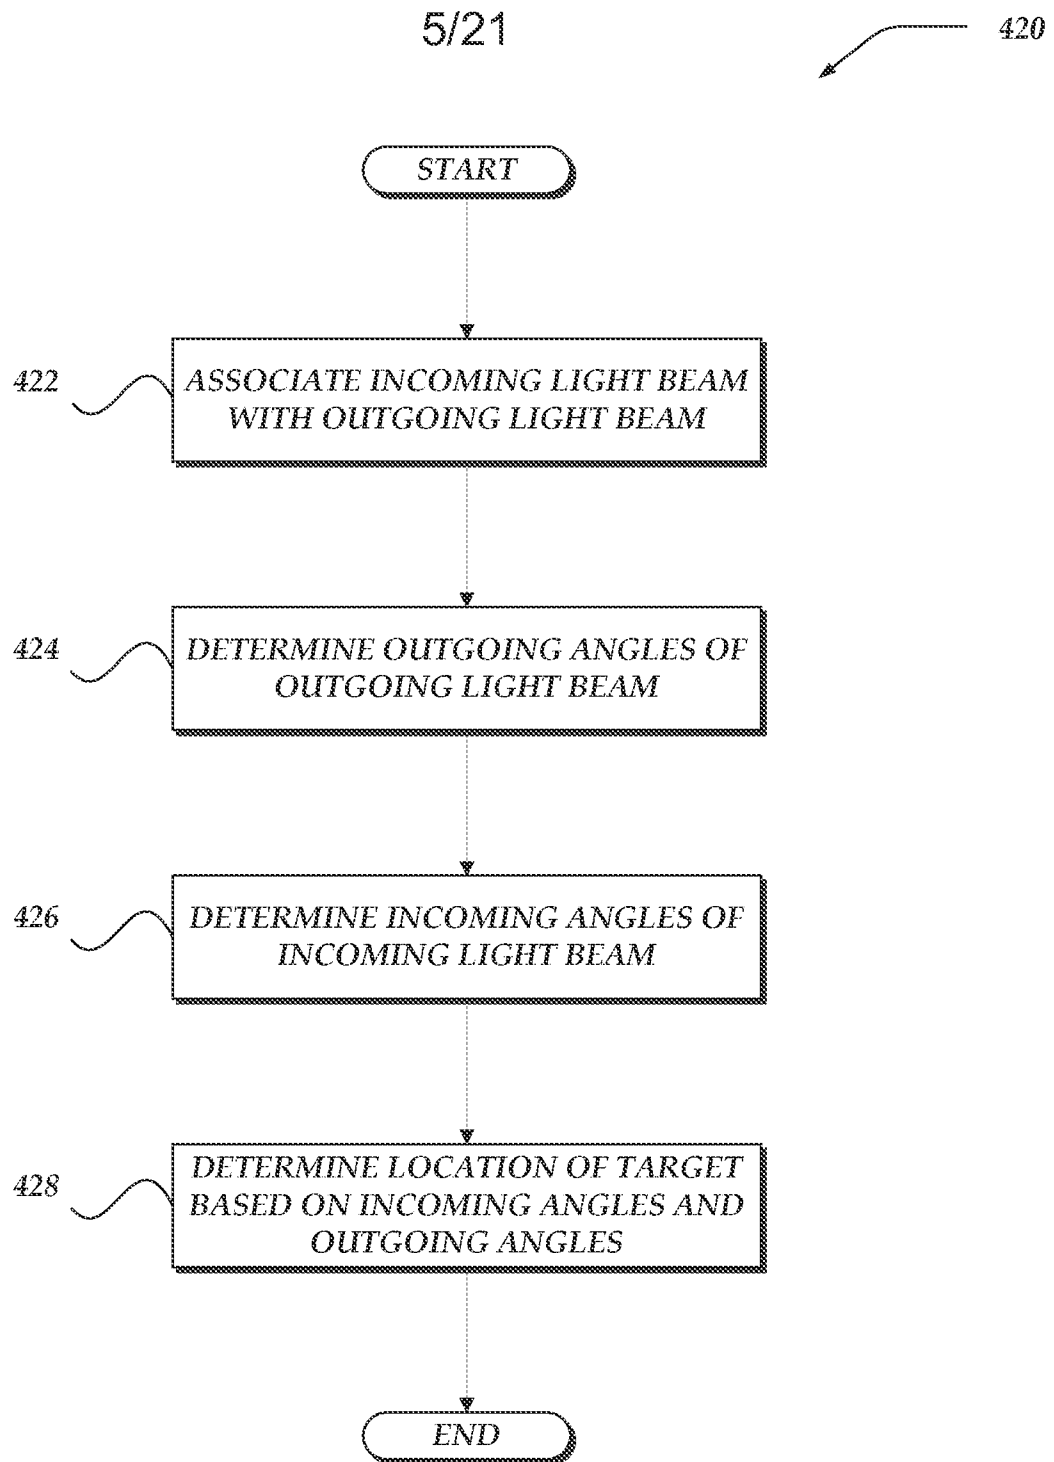 5/21
420
START
422
ASSOCIATE INCOMING LIGHT BEAM
WITH OUTGOING LIGHT BEAM
424
DETERMINE OUTGOING ANGLES OF
OUTGOING LIGHT BEAM
426
DETERMINE INCOMING ANGLES OF
INCOMING LIGHT BEAM
428
DETERMINE LOCATION OF TARGET
BASED ON INCOMING ANGLES AND
OUTGOING ANGLES
END